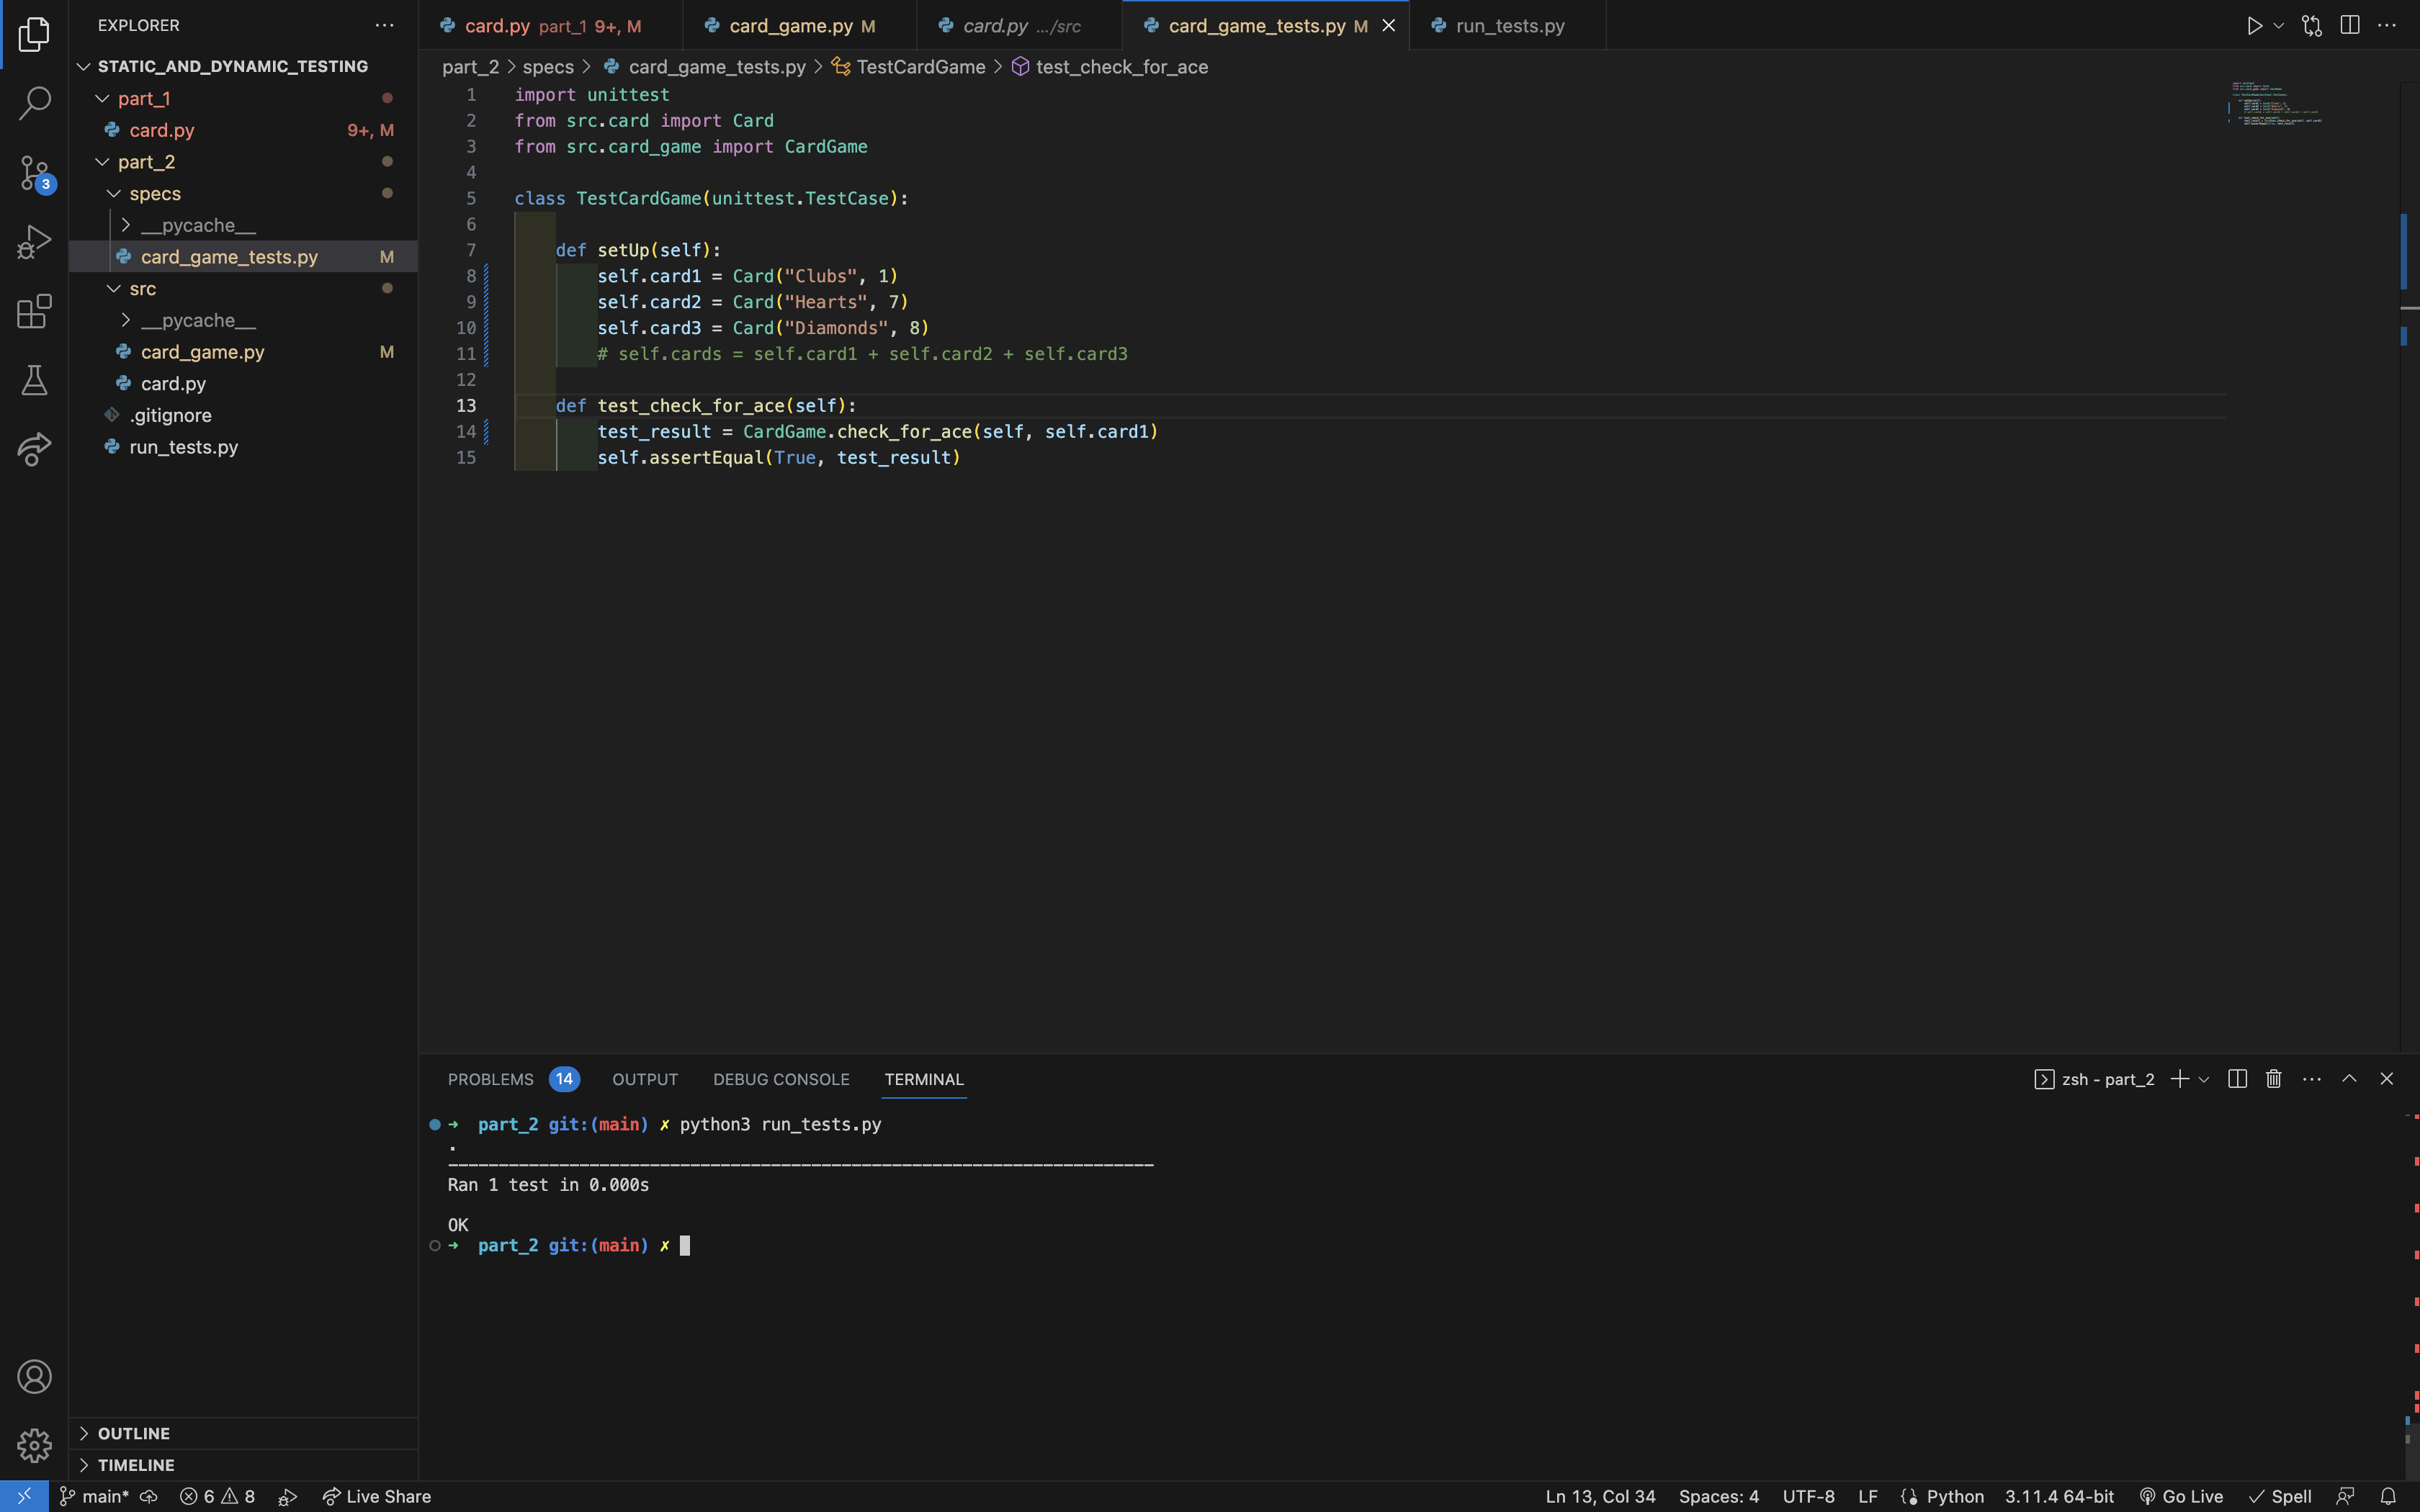 EXPLORER
STATIC_AND_DYNAMIC_TESTING
part_1
card.py 9+, M
part_2
specs
__pycache__
card_game_tests.py M
src
__pycache__
card_game.py M
card.py
.gitignore
run_tests.py
OUTLINE
TIMELINE
3
card.py part_1 9+, M
card_game.py M
card.py .../src
card_game_tests.py M
run_tests.py
part_2 > specs > card_game_tests.py > TestCardGame > test_check_for_ace
1 import unittest
2 from src.card import Card
3 from src.card_game import CardGame
4
5 class TestCardGame(unittest.TestCase):
6
7 def setUp(self):
8 self.card1 = Card("Clubs", 1)
9 self.card2 = Card("Hearts", 7)
10 self.card3 = Card("Diamonds", 8)
11 # self.cards = self.card1 + self.card2 + self.card3
12
13 def test_check_for_ace(self):
14 test_result = CardGame.check_for_ace(self, self.card1)
15 self.assertEqual(True, test_result)
PROBLEMS 14 OUTPUT DEBUG CONSOLE TERMINAL
zsh - part_2
➜ part_2 git:(main) ✗ python3 run_tests.py
.
----------------------------------------------------------------------
Ran 1 test in 0.000s
OK
➜ part_2 git:(main) ✗
main* 6 8 Live Share
Ln 13, Col 34 Spaces: 4 UTF-8 LF Python 3.11.4 64-bit Go Live Spell